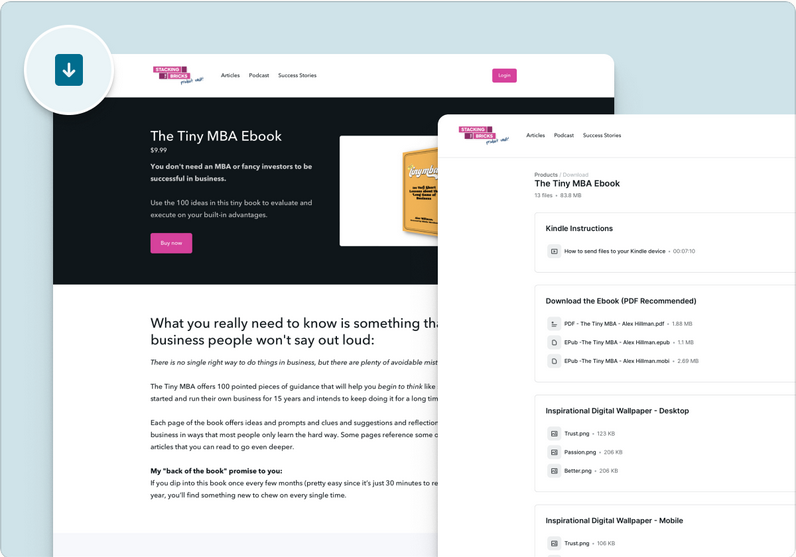 STACKING
BRICKS
product vault
Articles Podcast Success Stories
Login
The Tiny MBA Ebook
$9.99
You don't need an MBA or fancy investors to be
successful in business.
Use the 100 ideas in this tiny book to evaluate and
execute on your built-in advantages.
Buy now
tinymba
What you really need to know is something tha
business people won't say out loud:
There is no single right way to do things in business, but there are plenty of avoidable mist
The Tiny MBA offers 100 pointed pieces of guidance that will help you begin to think like
started and run their own business for 15 years and intends to keep doing it for a long tim
Each page of the book offers ideas and prompts and clues and suggestions and reflection
business in ways that most people only learn the hard way. Some pages reference some o
articles that you can read to go even deeper.
My "back of the book" promise to you:
If you dip into this book once every few months (pretty easy since it's just 30 minutes to re
year, you'll find something new to chew on every single time.
STACKING
BRICKS
product vault
Articles Podcast Success Stories
Products / Download
The Tiny MBA Ebook
13 files • 83.8 MB
Kindle Instructions
How to send files to your Kindle device • 00:07:10
Download the Ebook (PDF Recommended)
PDF - The Tiny MBA - Alex Hillman.pdf • 1.88 MB
EPub -The Tiny MBA - Alex Hillman.epub • 1.1 MB
EPub -The Tiny MBA - Alex Hillman.mobi • 2.69 MB
Inspirational Digital Wallpaper - Desktop
Trust.png • 123 KB
Passion.png • 206 KB
Better.png • 206 KB
Inspirational Digital Wallpaper - Mobile
Trust.png • 106 KB